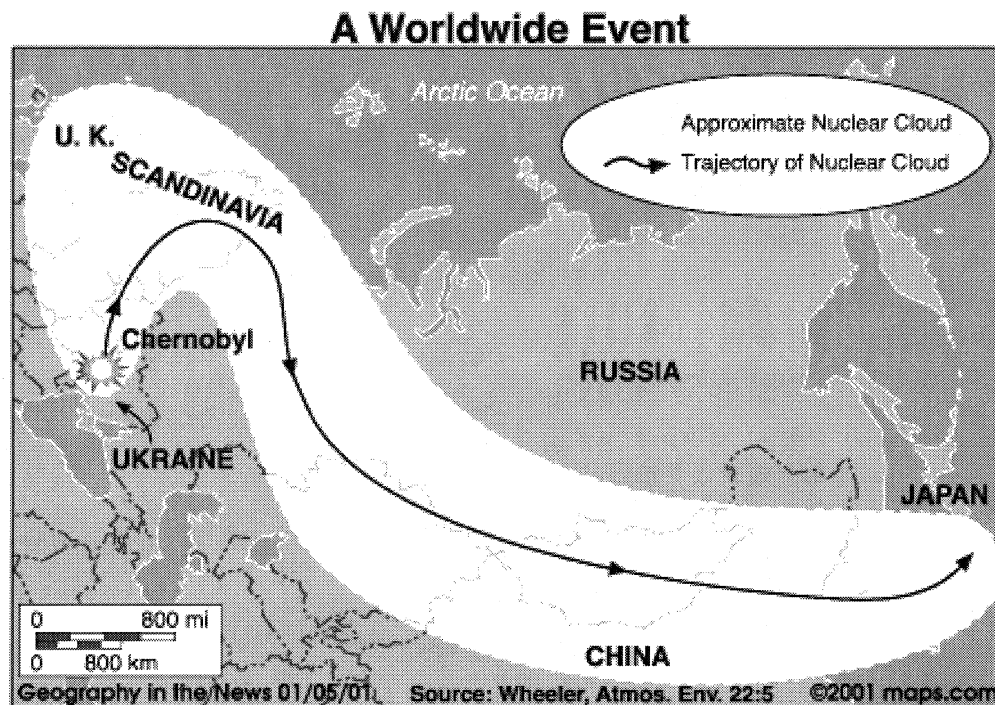 A Worldwide Event
Arctic Ocean
Approximate Nuclear Cloud
Trajectory of Nuclear Cloud
U. K.
SCANDINAVIA
Chernobyl
RUSSIA
UKRAINE
JAPAN
0 800 mi
0 800 km
CHINA
Geography in the News 01/05/01 Source: Wheeler, Atmos. Env. 22:5 ©2001 maps.com